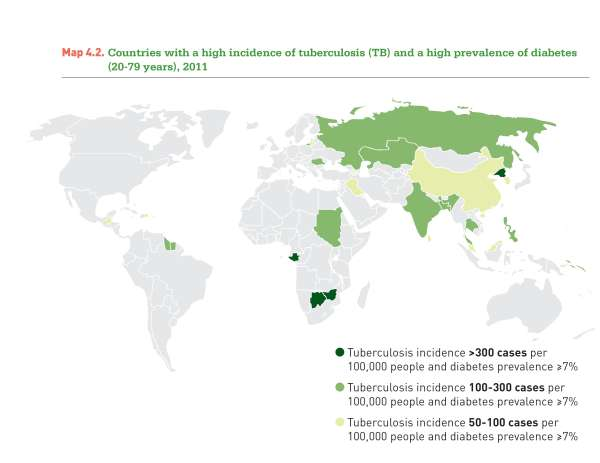 Map 4.2. Countries with a high incidence of tuberculosis (TB) and a high prevalence of diabetes
(20-79 years), 2011
Tuberculosis incidence >300 cases per
100,000 people and diabetes prevalence ⩾7%
Tuberculosis incidence 100-300 cases per
100,000 people and diabetes prevalence ⩾7%
Tuberculosis incidence 50-100 cases per
100,000 people and diabetes prevalence ⩾7%